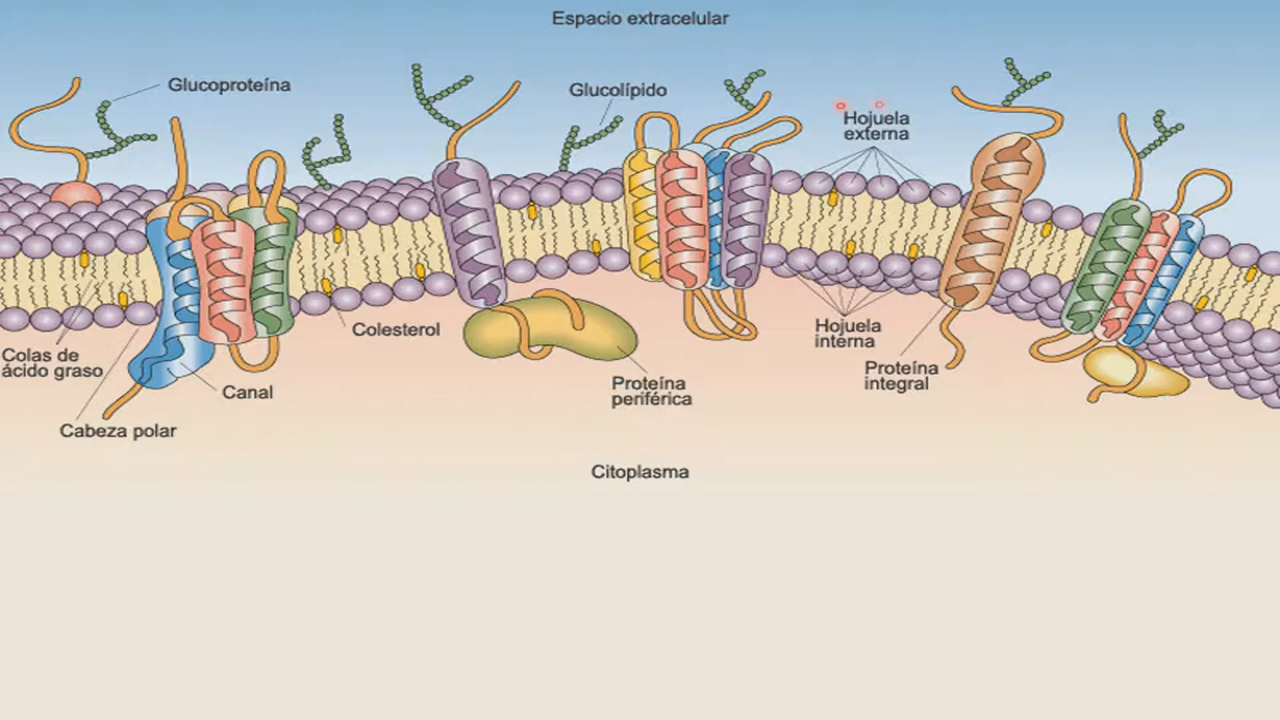 Espacio extracelular
Glucoproteína
Glucolípido
Hojuela
externa
Colesterol
Hojuela
interna
Colas de
ácido graso
Proteína
integral
Canal
Proteína
periférica
Cabeza polar
Citoplasma